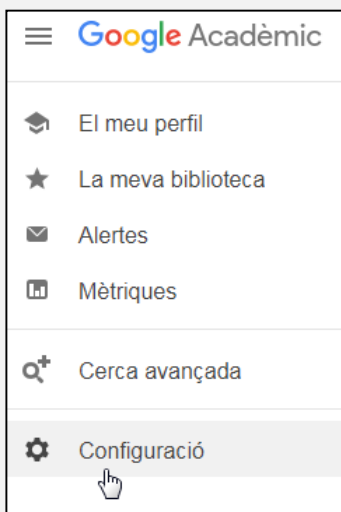 Google Acadèmic
El meu perfil
La meva biblioteca
Alertes
Mètriques
Cerca avançada
Configuració